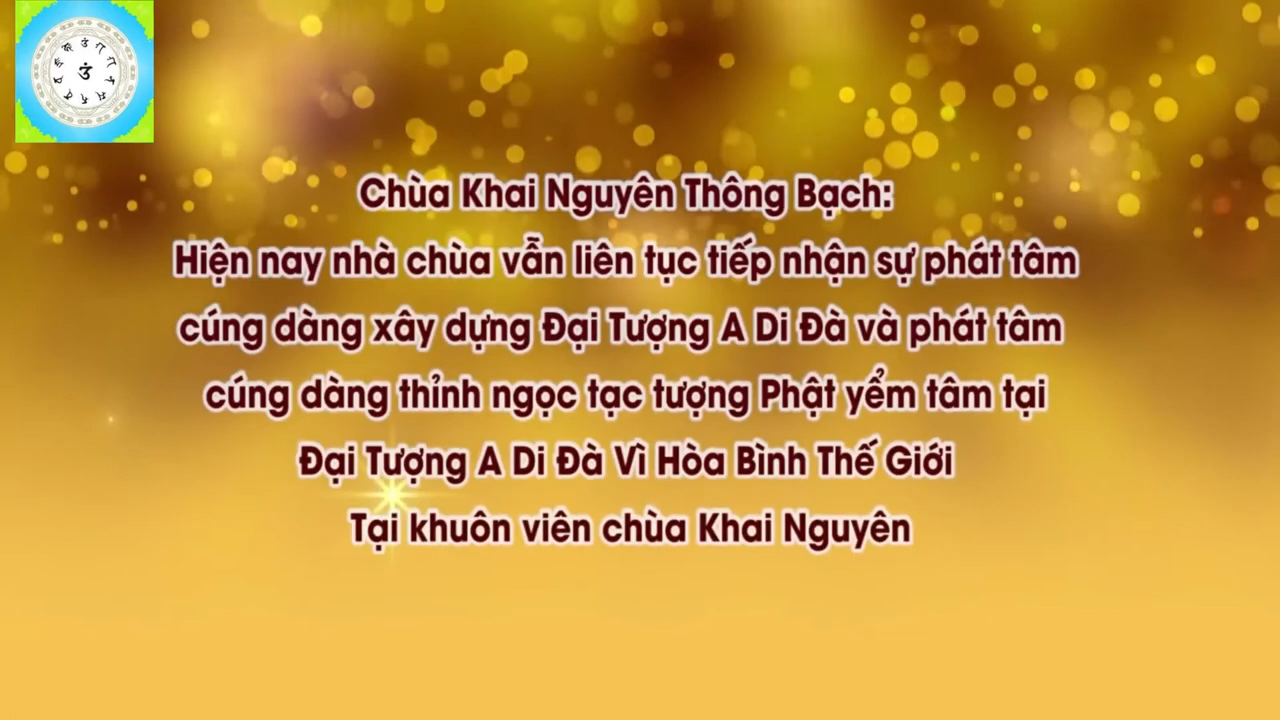 Chùa Khai Nguyên Thông Bạch:
Hiện nay nhà chùa vẫn liên tục tiếp nhận sự phát tâm
cúng dàng xây dựng Đại Tượng A Di Đà và phát tâm
cúng dàng thỉnh ngọc tạc tượng Phật yểm tâm tại
Đại Tượng A Di Đà Vì Hòa Bình Thế Giới
Tại khuôn viên chùa Khai Nguyên